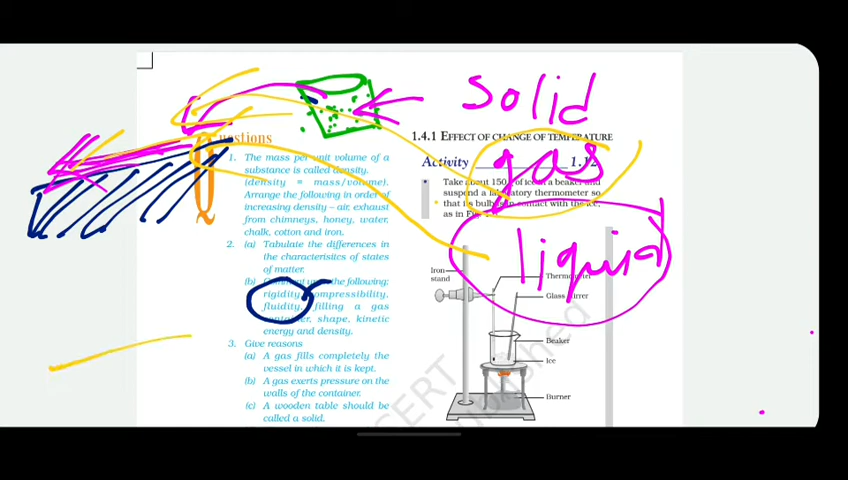 solid
1.4.1 EFFECT OF CHANGE OF TEMPERATURE
uestions
gas
Activity 1.12
1. The mass per unit volume of a
substance is called density.
(density = mass/volume).
Arrange the following in order of
increasing density – air, exhaust
from chimneys, honey, water,
chalk, cotton and iron.
2. (a) Tabulate the differences in
the characteristics of states
of matter.
(b) the following:
rigidity, compressibility,
fluidity, filling a gas
shape, kinetic
energy and density.
3. Give reasons
(a) A gas fills completely the
vessel in which it is kept.
(b) A gas exerts pressure on the
walls of the container.
(c) A wooden table should be
called a solid.
Take about 150 of ice in a beaker and
suspend a laboratory thermometer so
that its bulb is in contact with the ice,
as in
liquid
Iron
stand
Glass stirrer
Beaker
Ice
Burner